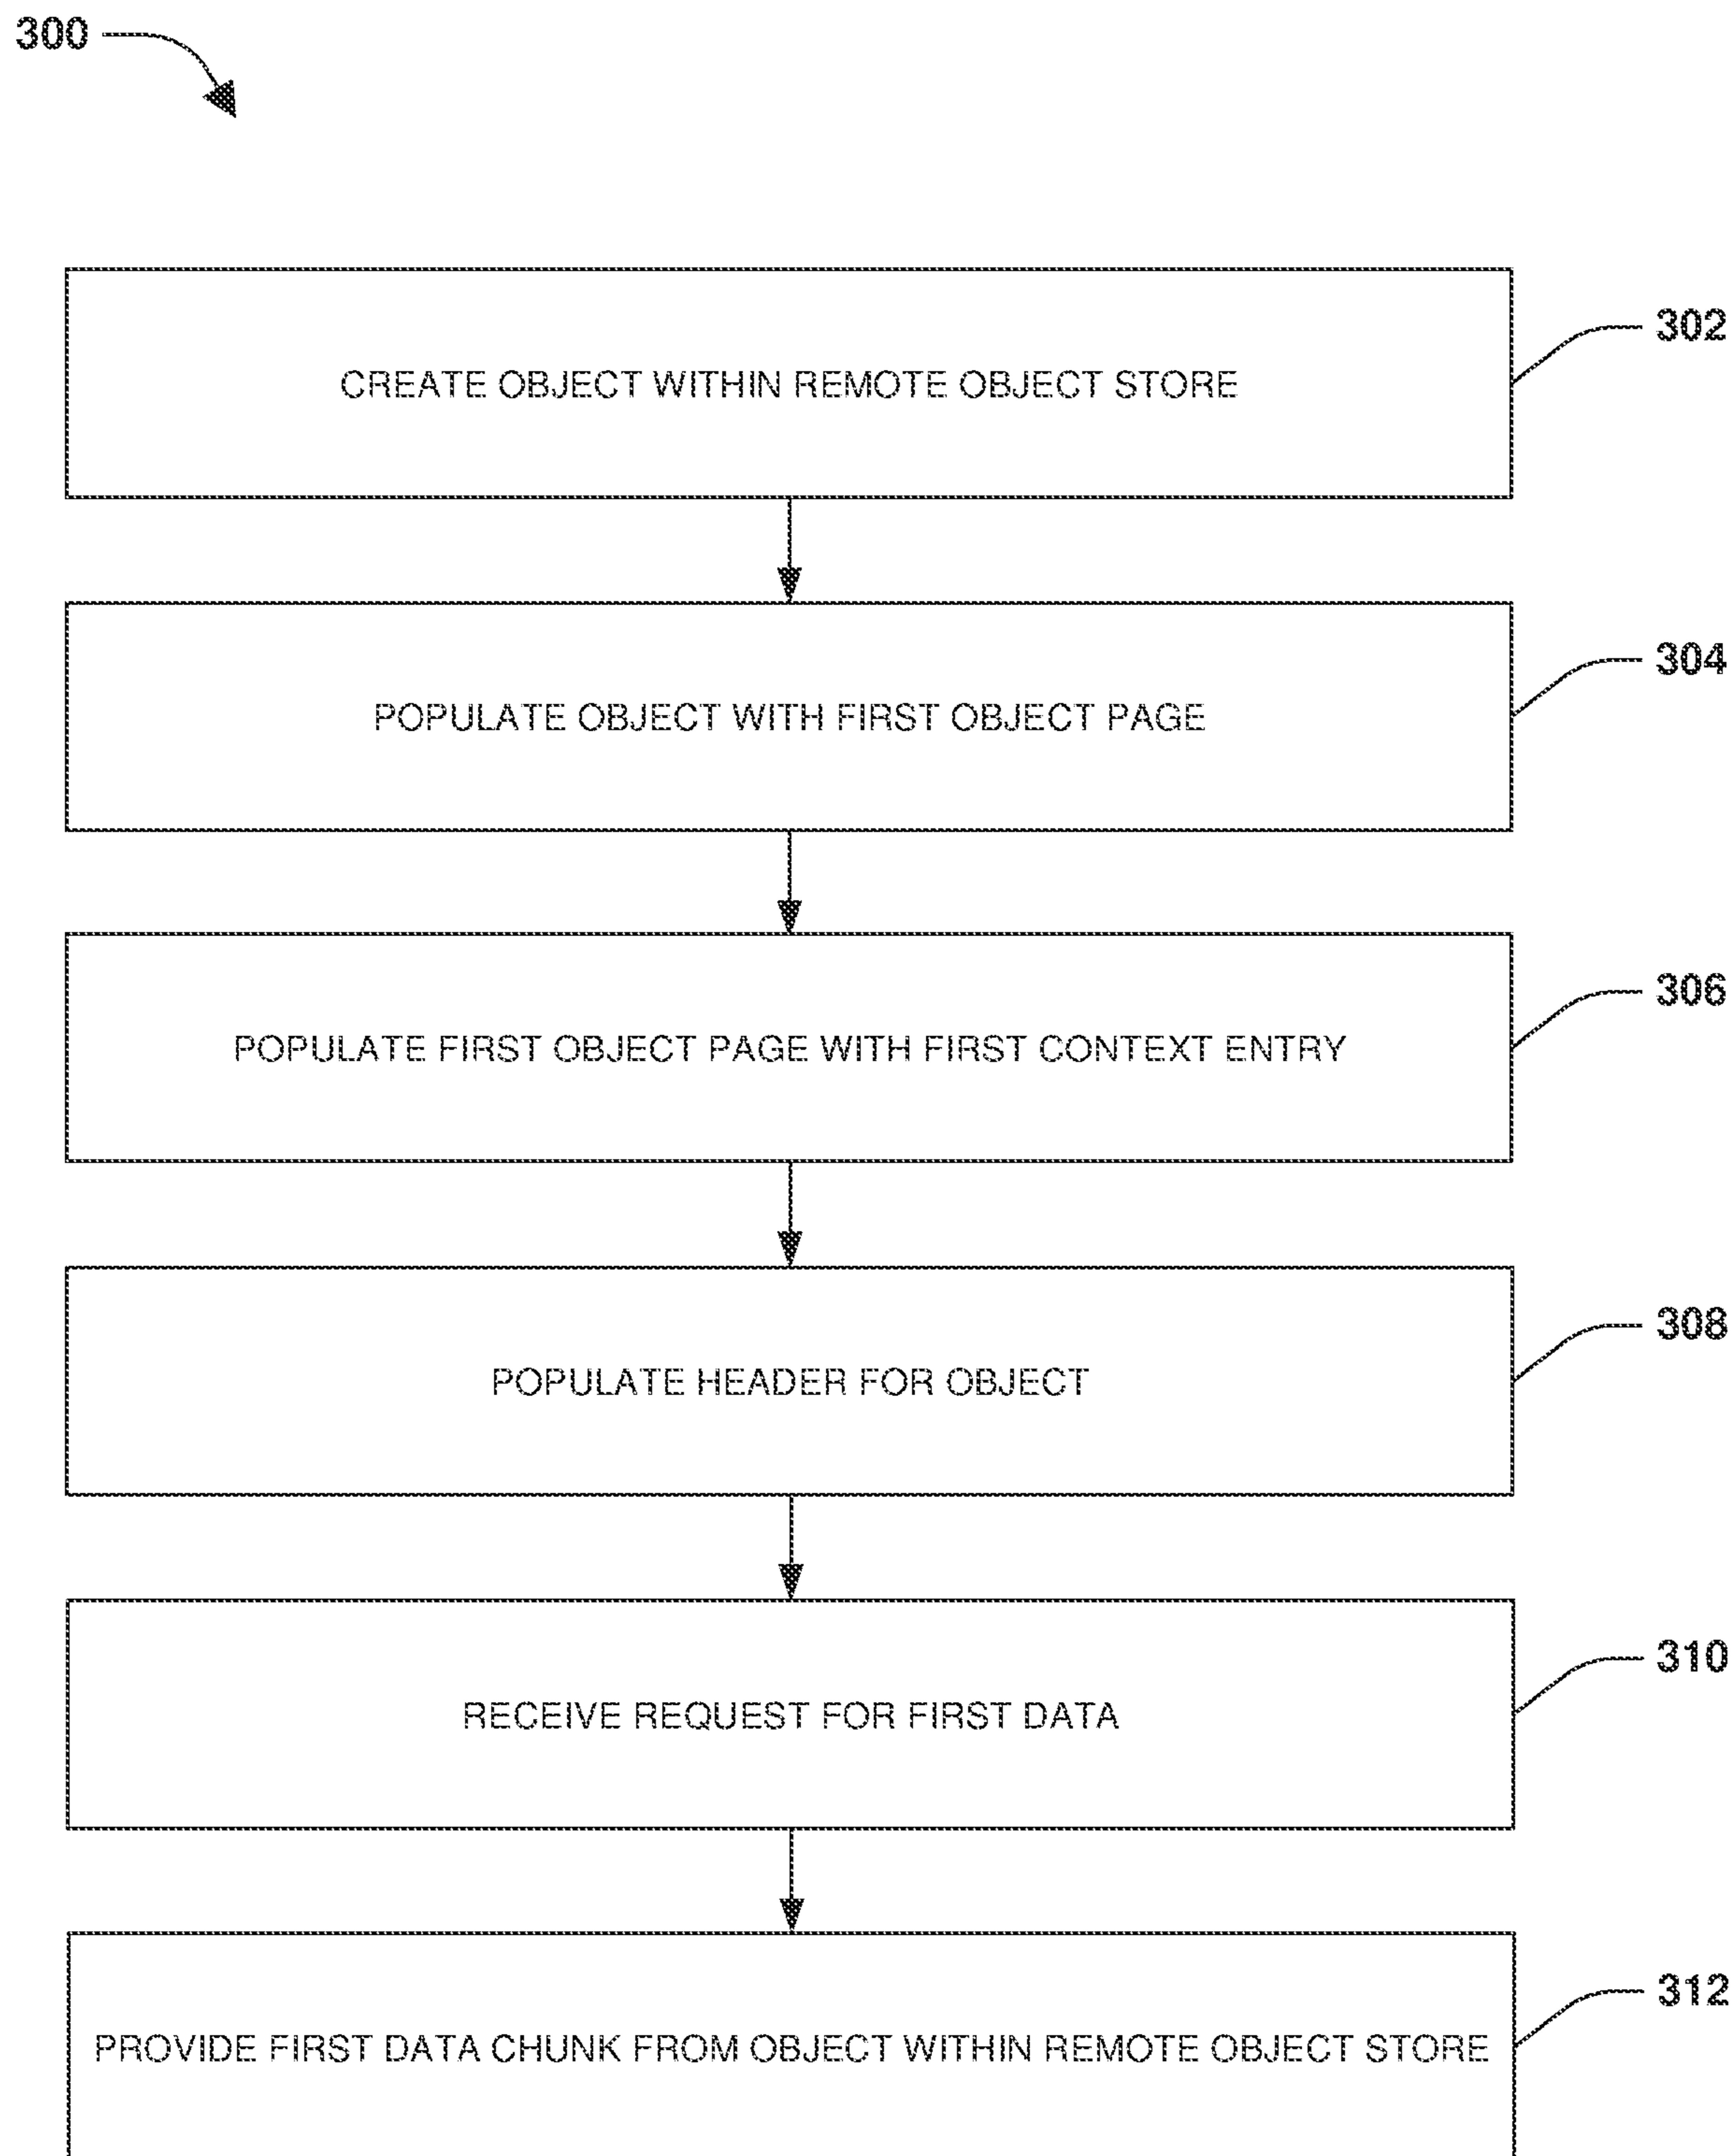 300
CREATE OBJECT WITHIN REMOTE OBJECT STORE
302
POPULATE OBJECT WITH FIRST OBJECT PAGE
304
POPULATE FIRST OBJECT PAGE WITH FIRST CONTEXT ENTRY
306
POPULATE HEADER FOR OBJECT
308
RECEIVE REQUEST FOR FIRST DATA
310
PROVIDE FIRST DATA CHUNK FROM OBJECT WITHIN REMOTE OBJECT STORE
312